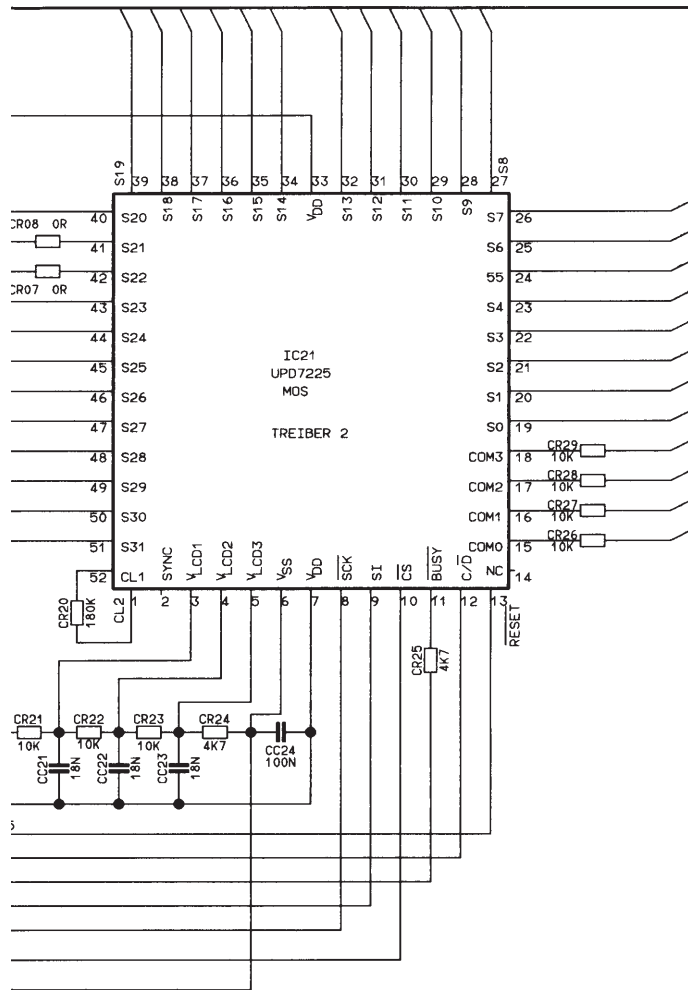 S19
39 38 37 36 35 34 33 32 31 30 29 28 27
S8
S18 S17 S16 S15 S14 VDD S13 S12 S11 S10 S9
CR08 0R
40 S20
41 S21
42 S22
CR07 0R
43 S23
44 S24
45 S25
46 S26
47 S27
48 S28
49 S29
50 S30
51 S31
52 CL1
S7 26
S6 25
55 24
S4 23
S3 22
S2 21
S1 20
S0 19
COM3 18
COM2 17
COM1 16
COM0 15
NC 14
CR29
10K
CR28
10K
CR27
10K
CR26
10K
IC21
UPD7225
MOS
TREIBER 2
SYNC VLCD1 VLCD2 VLCD3 VSS VDD SCK SI CS BUSY C/D
CL2
1 2 3 4 5 6 7 8 9 10 11 12 13
RESET
CR20
180K
CR25
4K7
CR21
10K
CR22
10K
CR23
10K
CR24
4K7
CC24
100N
CC21
18N
CC22
18N
CC23
18N